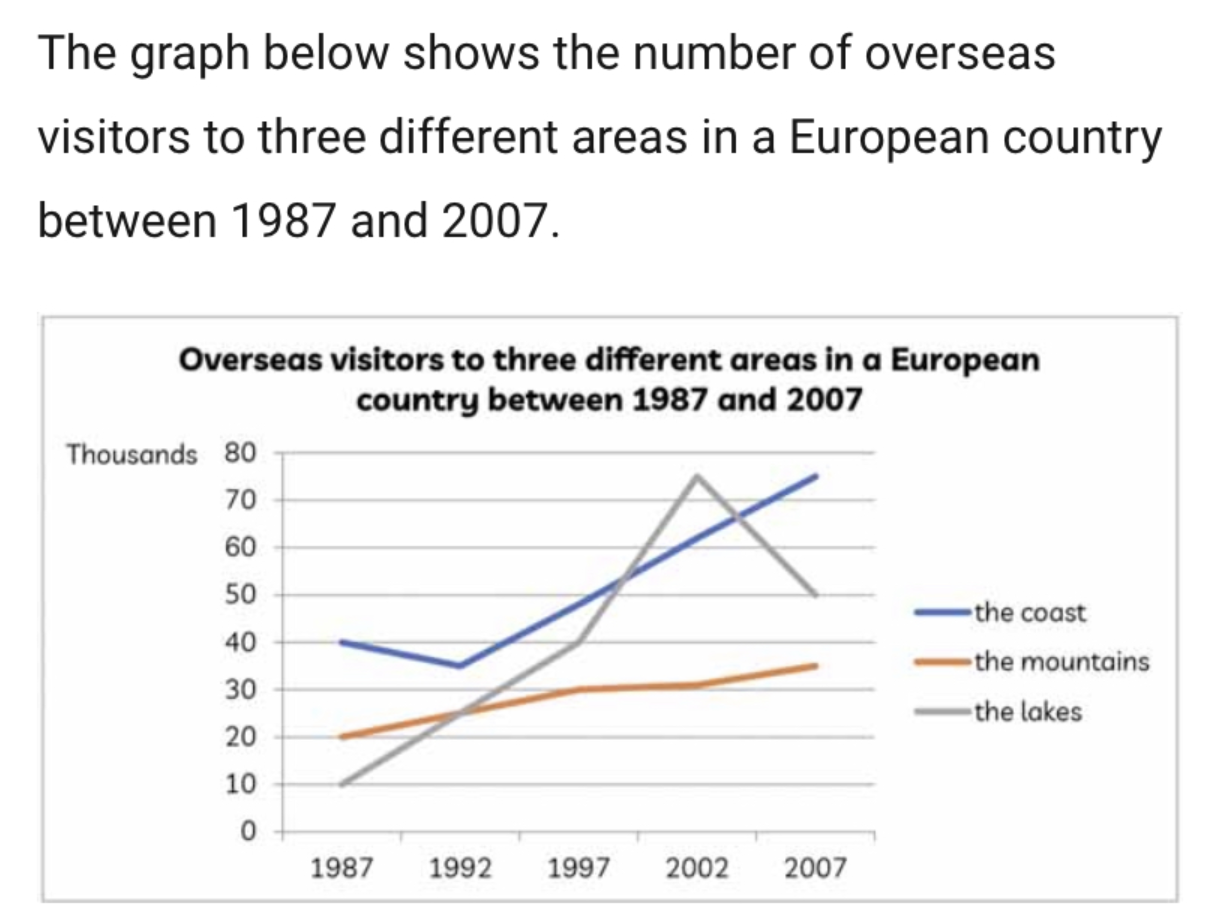 The graph below shows the number of overseas
visitors to three different areas in a European country
between 1987 and 2007.
Overseas visitors to three different areas in a European
country between 1987 and 2007
Thousands
80
70
60
50
40
30
20
10
0
1987 1992 1997 2002 2007
the coast
the mountains
the lakes